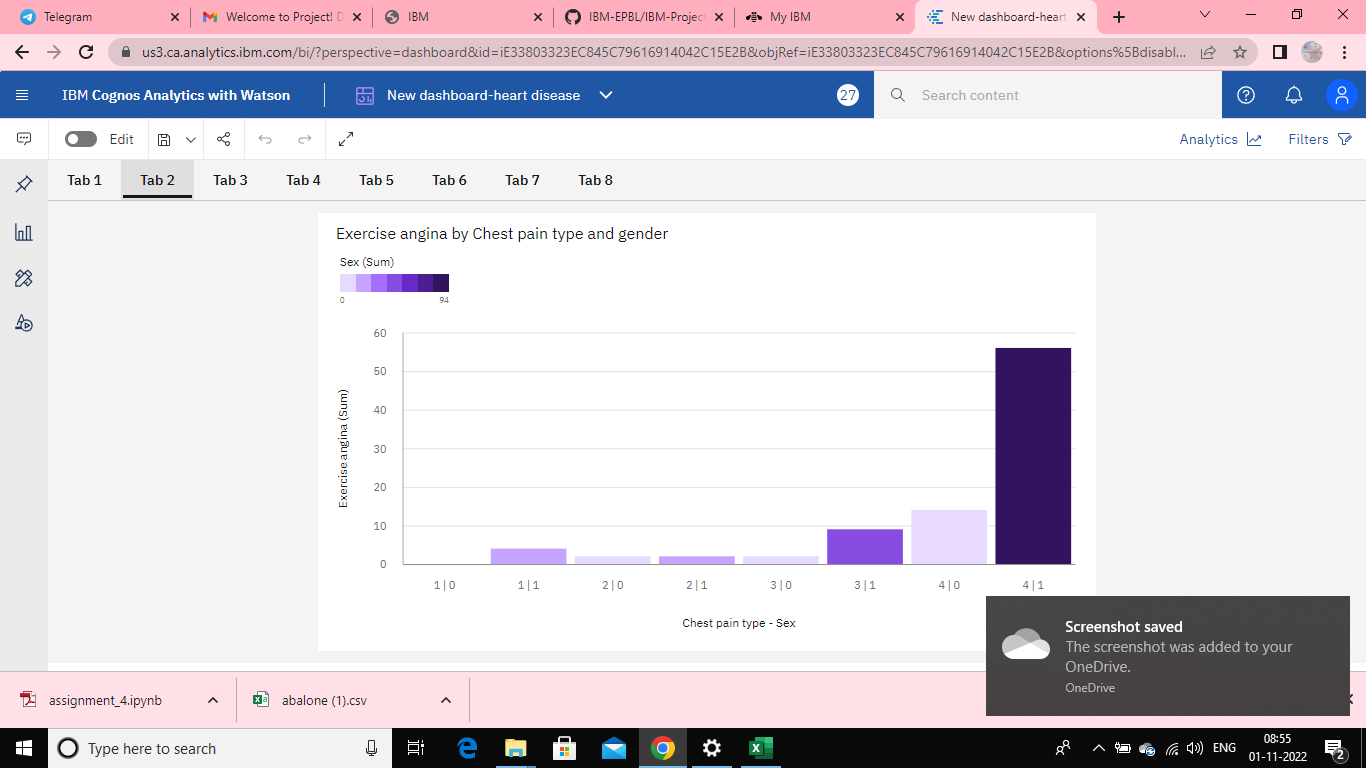 Telegram
Welcome to Project! D
IBM
IBM-EPBL/IBM-Project
My IBM
New dashboard-heart
us3.ca.analytics.ibm.com/bi/?perspective=dashboard&id=iE33803323EC845C79616914042C15E2B&objRef=iE33803323EC845C79616914042C15E2B&options%5Bdisabl...
IBM Cognos Analytics with Watson
New dashboard-heart disease
27
Search content
Edit
Analytics
Filters
Tab 1
Tab 2
Tab 3
Tab 4
Tab 5
Tab 6
Tab 7
Tab 8
Exercise angina by Chest pain type and gender
Sex (Sum)
0
94
Exercise angina (Sum)
60
50
40
30
20
10
0
1 | 0
1 | 1
2 | 0
2 | 1
3 | 0
3 | 1
4 | 0
4 | 1
Chest pain type - Sex
Screenshot saved
The screenshot was added to your
OneDrive.
OneDrive
assignment_4.ipynb
abalone (1).csv
Type here to search
ENG
08:55
01-11-2022
2